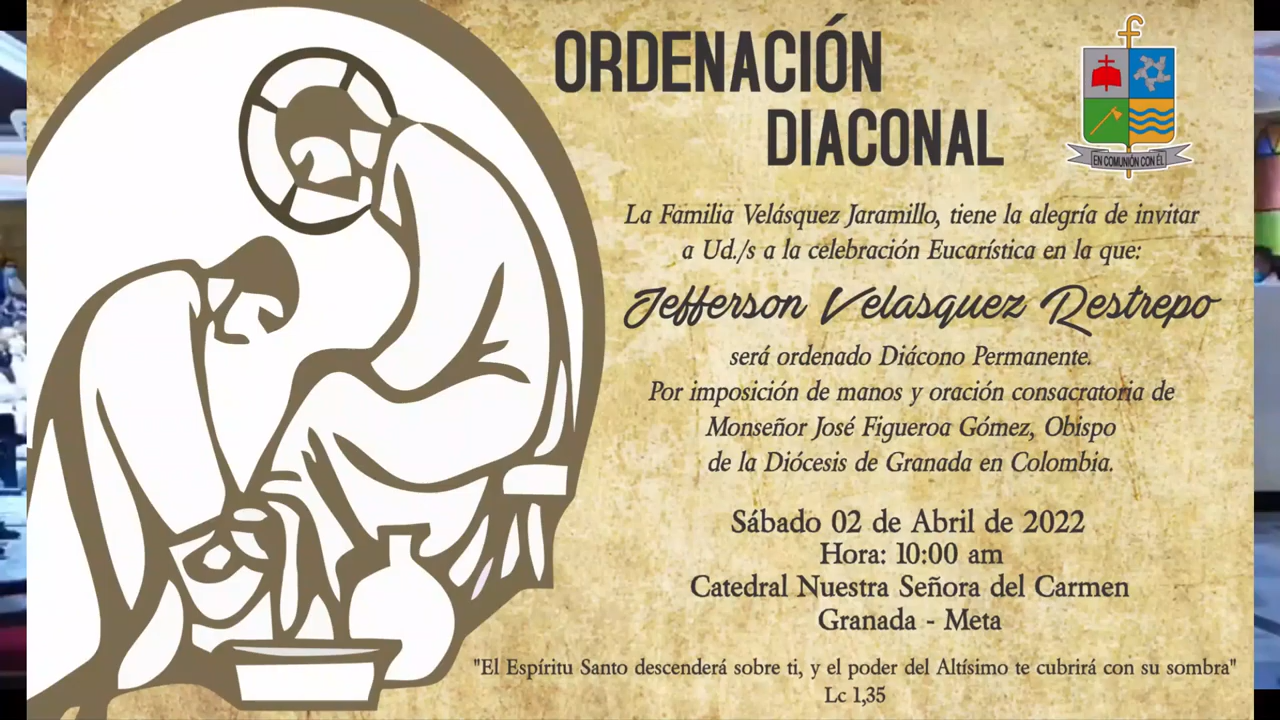 ORDENACIÓN
DIACONAL
EN COMUNIÓN CON ÉL
La Familia Velásquez Jaramillo, tiene la alegría de invitar
a Ud./s a la celebración Eucarística en la que:
Jefferson Velasquez Restrepo
será ordenado Diácono Permanente.
Por imposición de manos y oración consacratoria de
Monseñor José Figueroa Gómez, Obispo
de la Diócesis de Granada en Colombia.
Sábado 02 de Abril de 2022
Hora: 10:00 am
Catedral Nuestra Señora del Carmen
Granada - Meta
"El Espíritu Santo descenderá sobre ti, y el poder del Altísimo te cubrirá con su sombra"
Lc 1,35